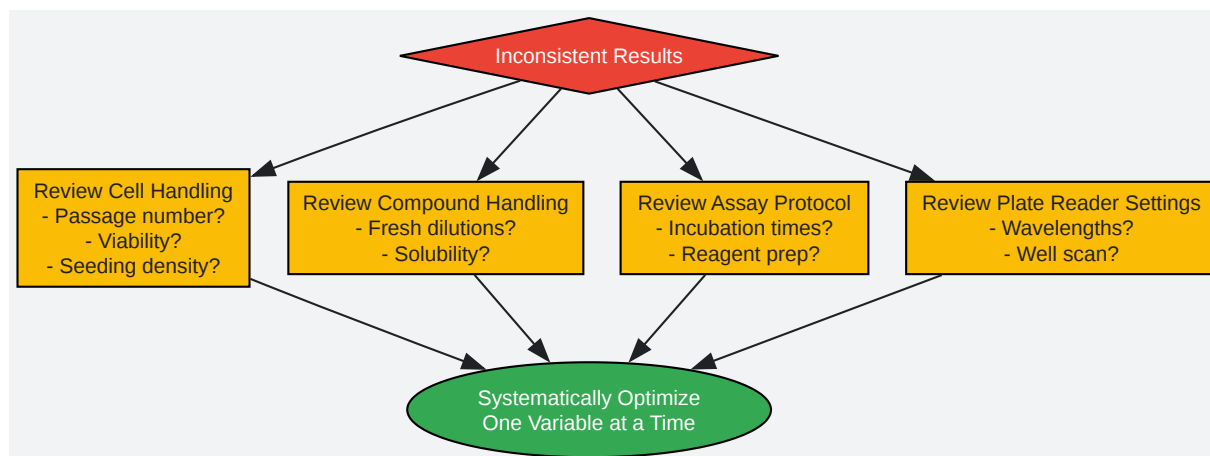 Inconsistent Results
Review Cell Handling
- Passage number?
- Viability?
- Seeding density?
Review Compound Handling
- Fresh dilutions?
- Solubility?
Review Assay Protocol
- Incubation times?
- Reagent prep?
Review Plate Reader Settings
- Wavelengths?
- Well scan?
Systematically Optimize
One Variable at a Time